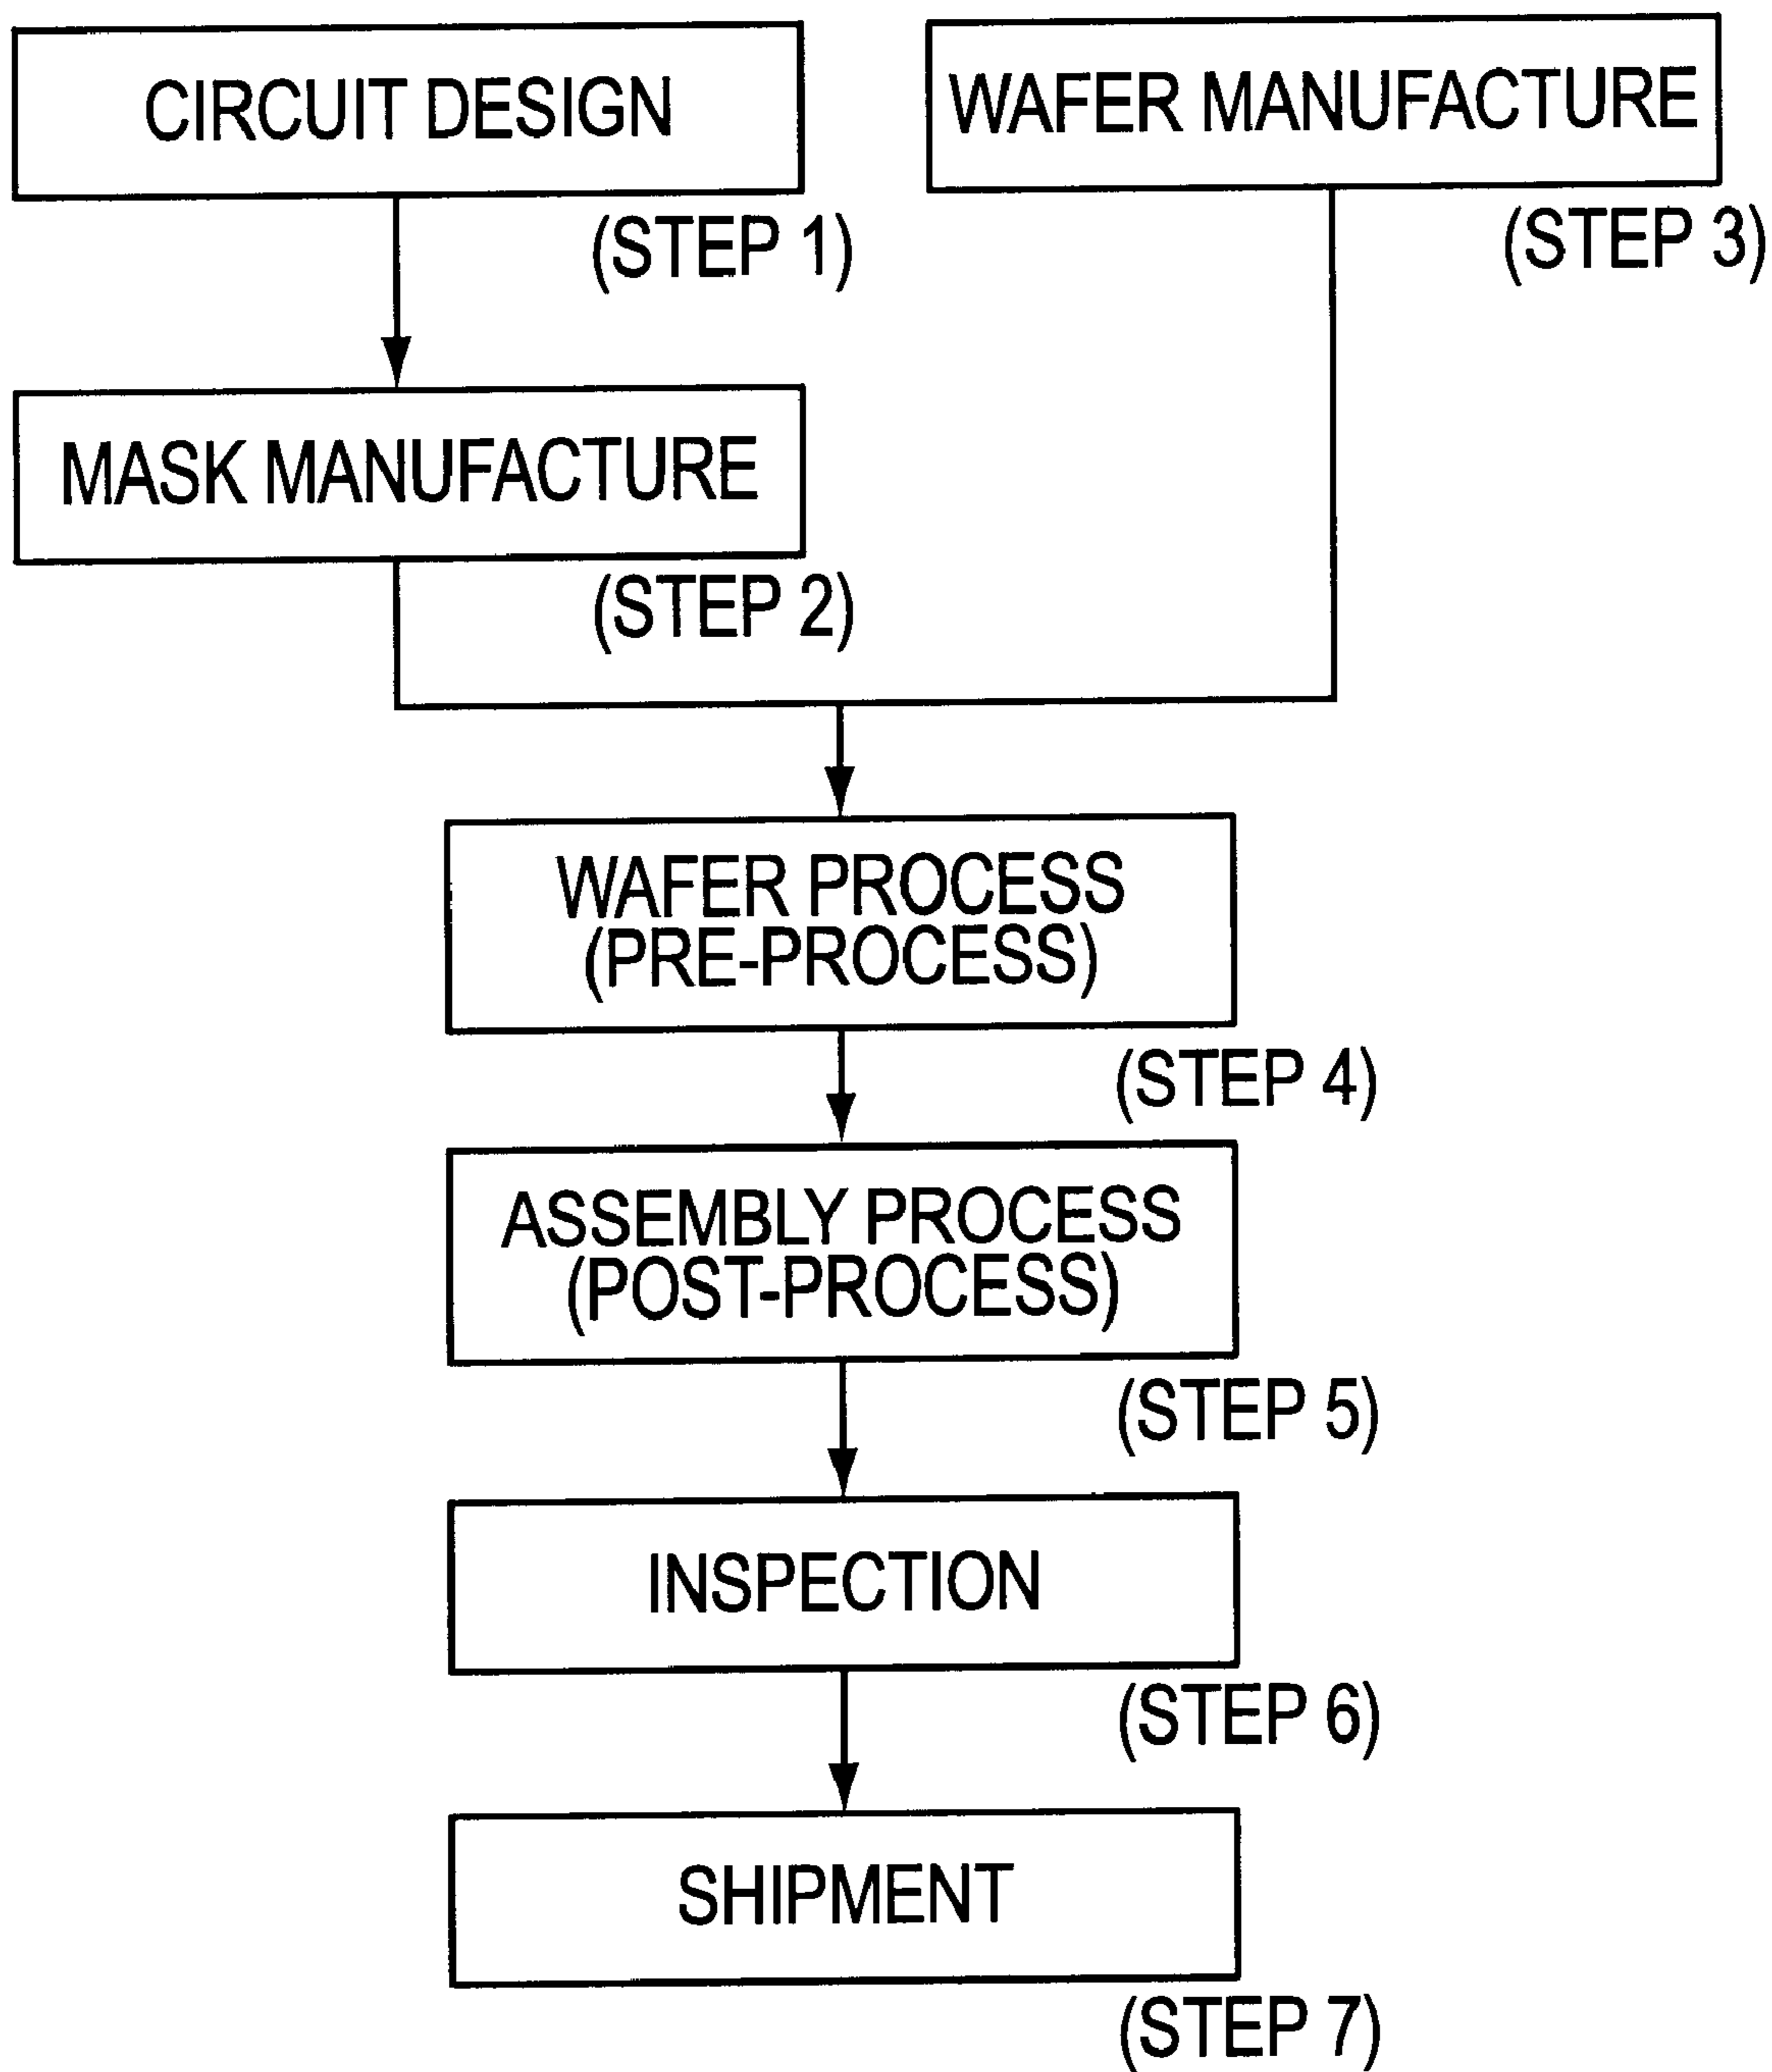 CIRCUIT DESIGN
(STEP 1)
WAFER MANUFACTURE
(STEP 3)
MASK MANUFACTURE
(STEP 2)
WAFER PROCESS
(PRE-PROCESS)
(STEP 4)
ASSEMBLY PROCESS
(POST-PROCESS)
(STEP 5)
INSPECTION
(STEP 6)
SHIPMENT
(STEP 7)